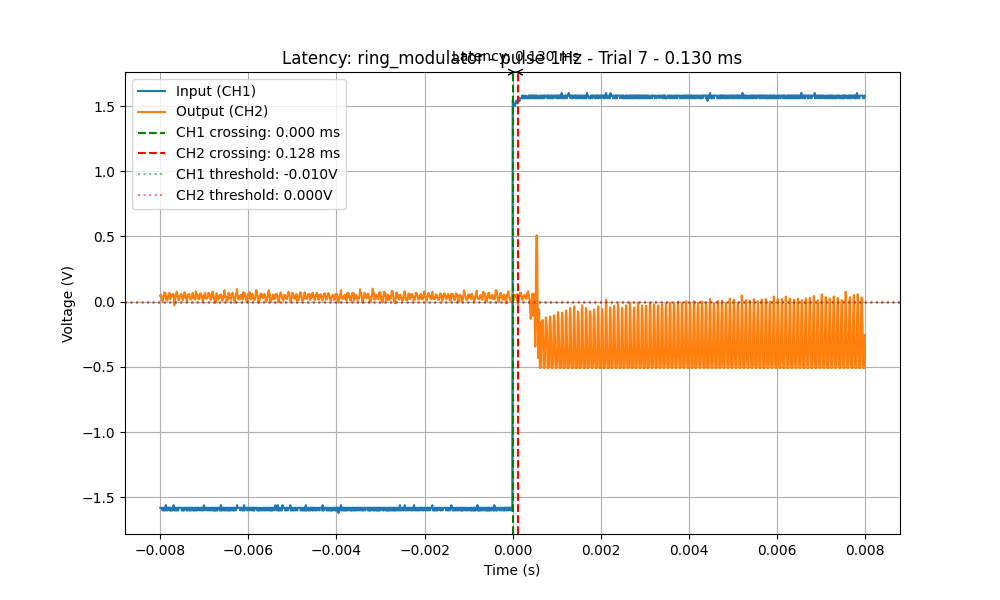 Latency: 0.130 ms
Latency: ring_modulator - pulse 1Hz - Trial 7 - 0.130 ms
Input (CH1)
Output (CH2)
CH1 crossing: 0.000 ms
CH2 crossing: 0.128 ms
CH1 threshold: -0.010V
CH2 threshold: 0.000V
1.5
1.0
0.5
0.0
−0.5
−1.0
−1.5
Voltage (V)
−0.008
−0.006
−0.004
−0.002
0.000
0.002
0.004
0.006
0.008
Time (s)